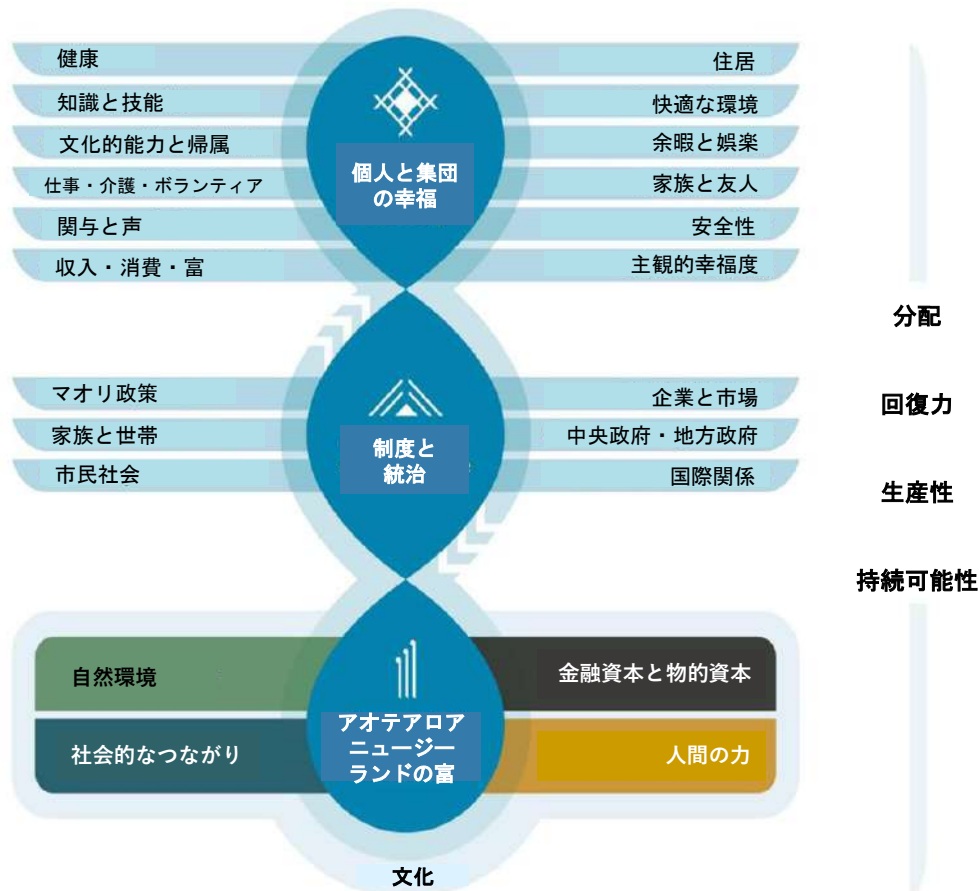 健康
知識と技能
文化的能力と帰属
仕事・介護・ボランティア
関与と声
収入・消費・富
個人と集団
の幸福
住居
快適な環境
余暇と娯楽
家族と友人
安全性
主観的幸福度
マオリ政策
家族と世帯
市民社会
制度と
統治
企業と市場
中央政府・地方政府
国際関係
自然環境
社会的なつながり
アオテアロア
ニュージー
ランドの富
金融資本と物的資本
人間の力
文化
分配
回復力
生産性
持続可能性